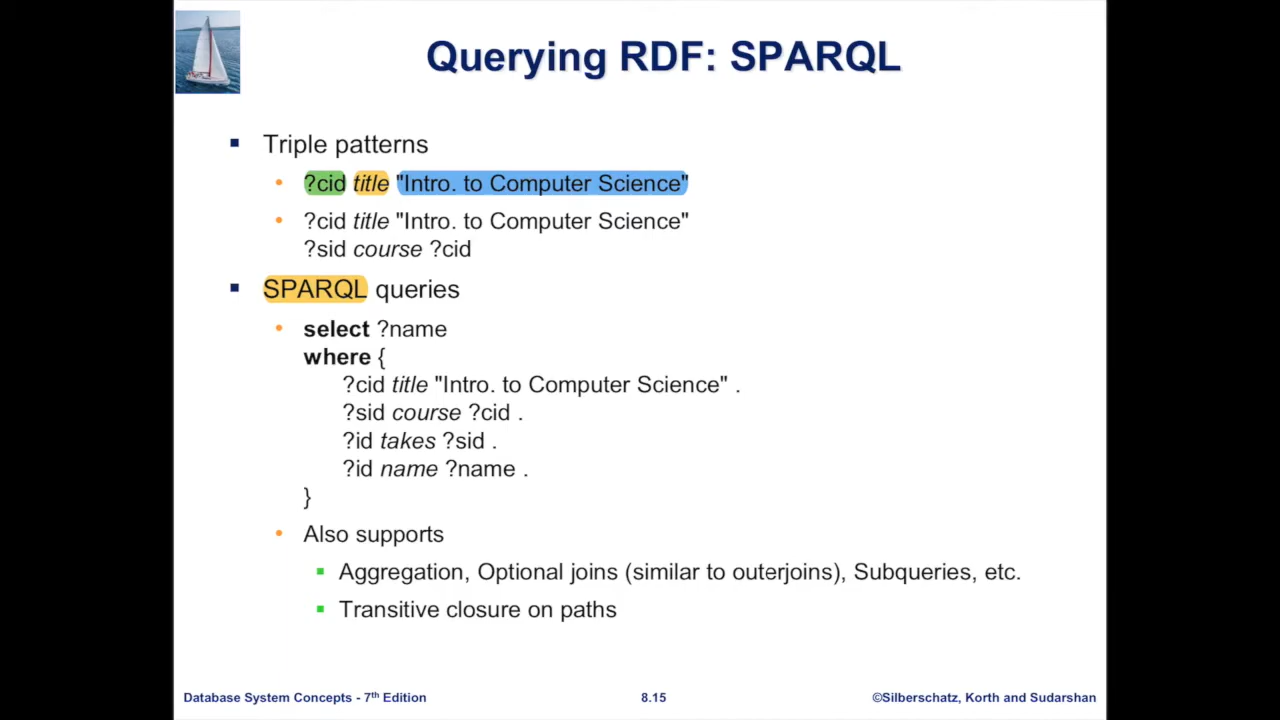 Querying RDF: SPARQL
Triple patterns
?cid title "Intro. to Computer Science"
?cid title "Intro. to Computer Science"
?sid course ?cid
SPARQL queries
select ?name
where {
?cid title "Intro. to Computer Science" .
?sid course ?cid .
?id takes ?sid .
?id name ?name .
}
Also supports
Aggregation, Optional joins (similar to outerjoins), Subqueries, etc.
Transitive closure on paths
Database System Concepts - 7th Edition
8.15
©Silberschatz, Korth and Sudarshan